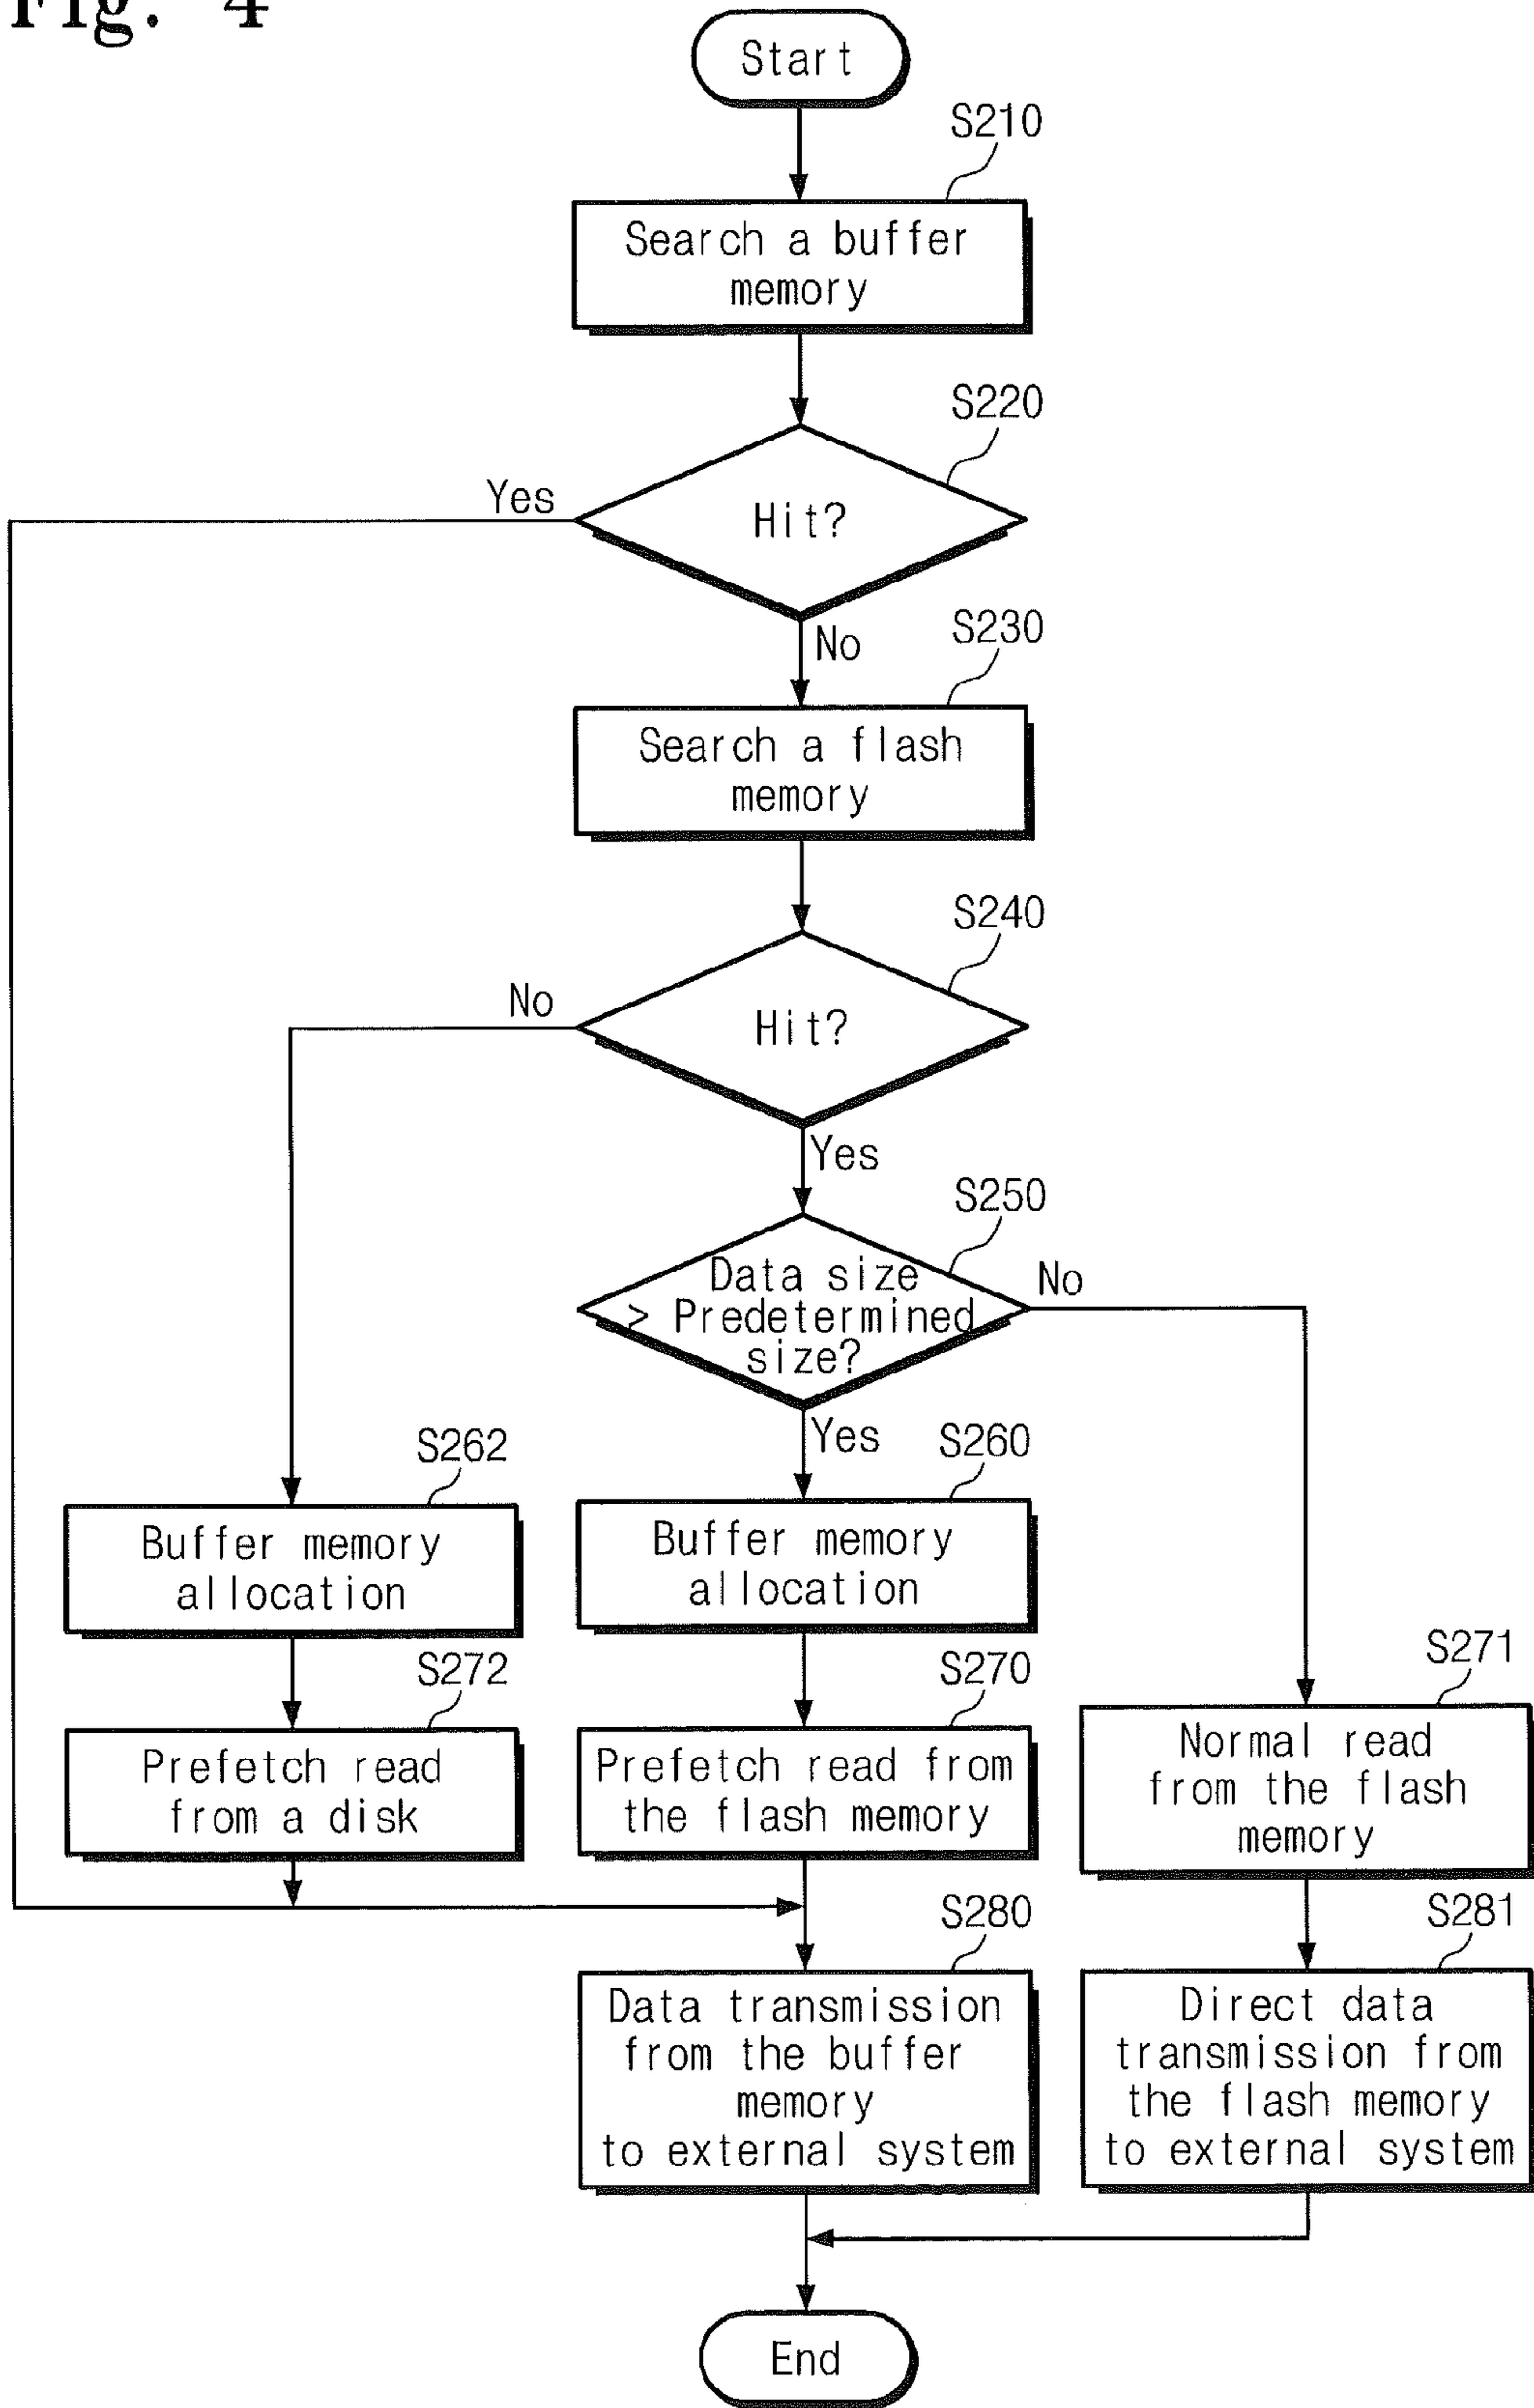 Fig. 4
Start
S210
Search a buffer
memory
S220
Yes
Hit?
No
S230
Search a flash
memory
S240
No
Hit?
Yes
S250
Data size
> Predetermined
size?
No
Yes
S262
Buffer memory
allocation
S260
Buffer memory
allocation
S272
Prefetch read
from a disk
S270
Prefetch read from
the flash memory
S271
Normal read
from the flash
memory
S280
Data transmission
from the buffer
memory
to external system
S281
Direct data
transmission from
the flash memory
to external system
End